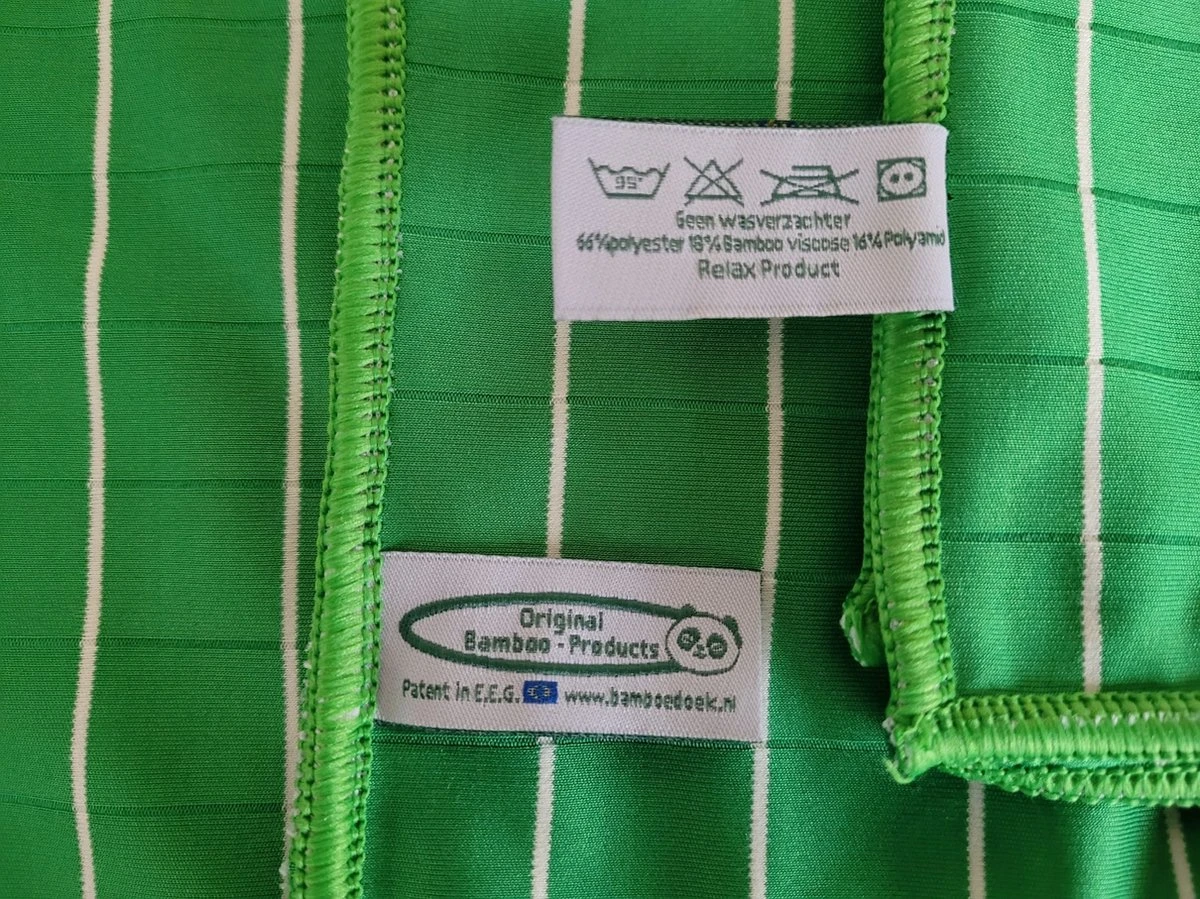 95°
Geen wasverzachter
66%polyester 18%Bamboo viscose 16% Polyamid
Relax Product
Original
Bamboo - Products
Patent in E.E.G. www.bamboedoek.nl